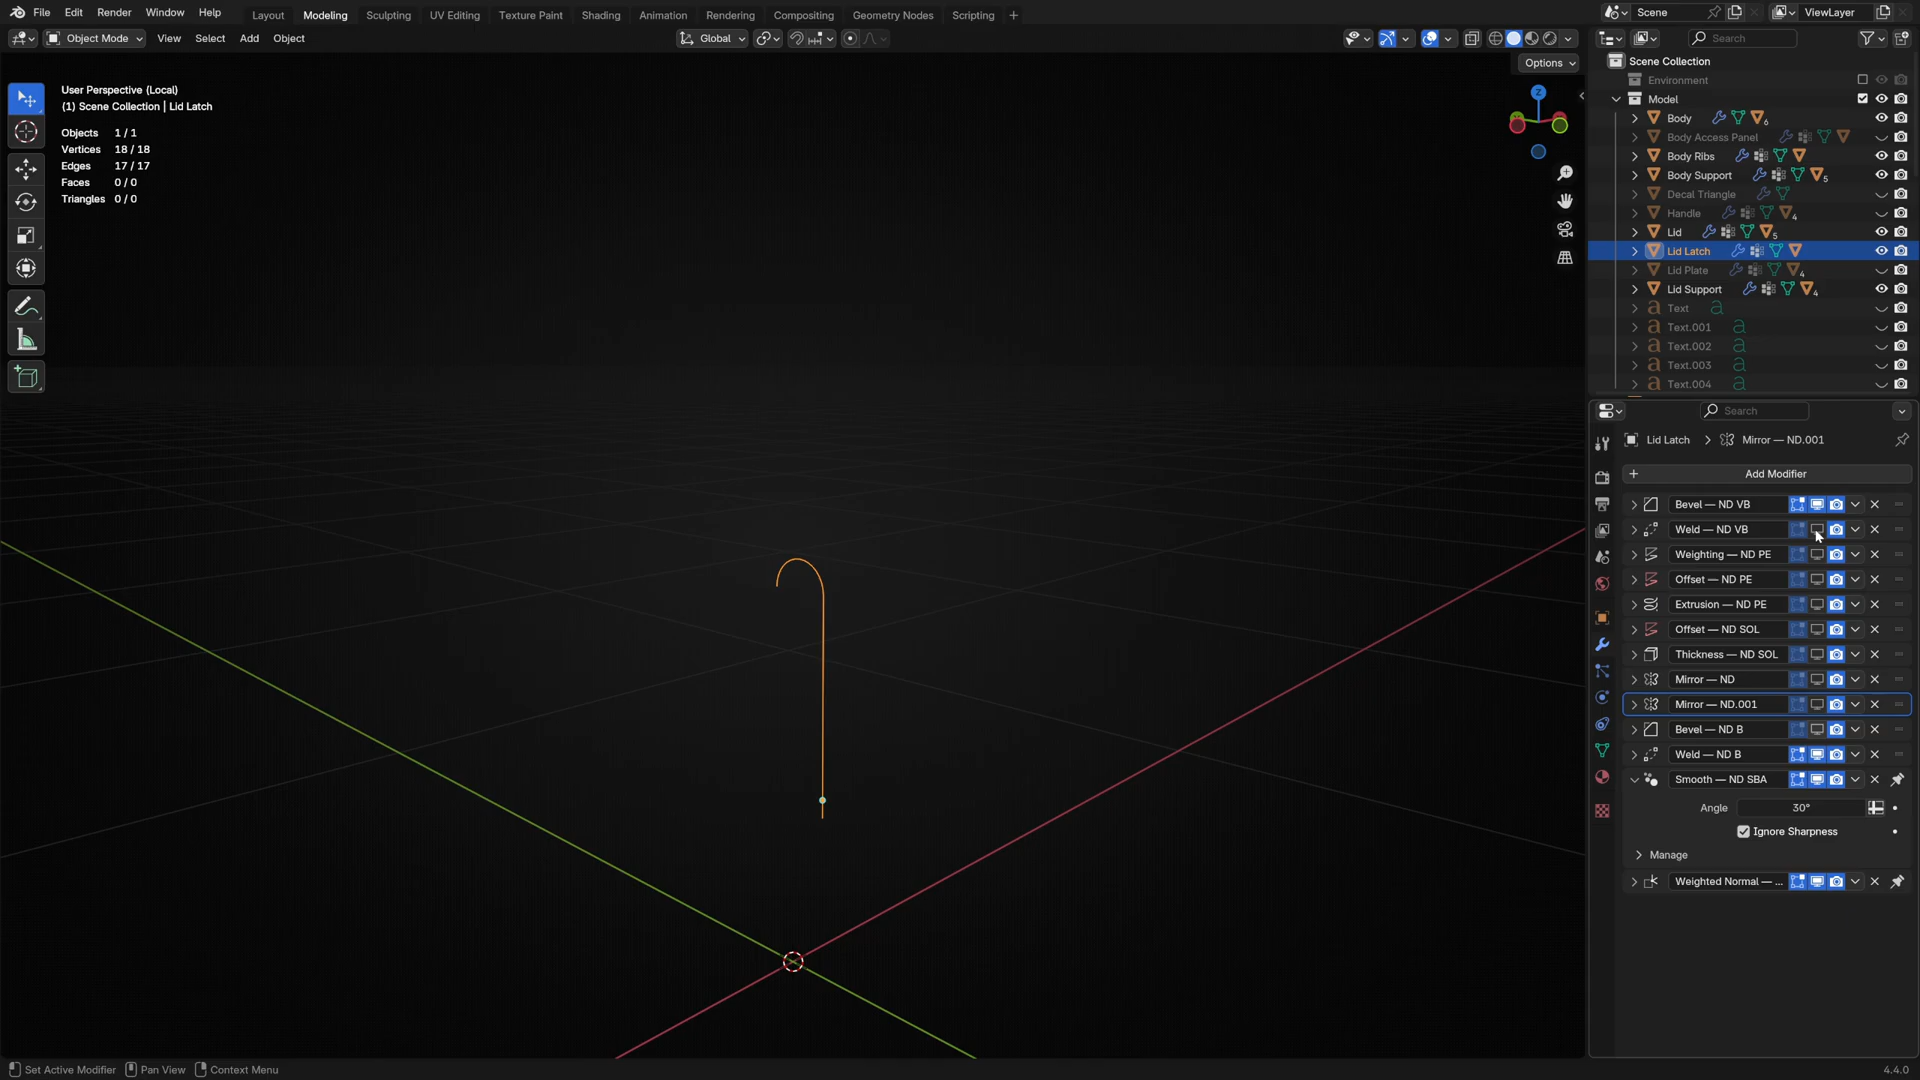 File Edit Render Window Help
Layout Modeling Sculpting UV Editing Texture Paint Shading Animation Rendering Compositing Geometry Nodes Scripting
Scene
ViewLayer
Object Mode View Select Add Object
Global
Search
Options
User Perspective (Local)
(1) Scene Collection | Lid Latch
Objects 1 / 1
Vertices 18 / 18
Edges 17 / 17
Faces 0 / 0
Triangles 0 / 0
Z
Scene Collection
Environment
Model
Body 6
Body Access Panel
Body Ribs
Body Support 5
Decal Triangle
Handle 4
Lid 5
Lid Latch
Lid Plate 4
Lid Support 4
Text
Text.001
Text.002
Text.003
Text.004
Search
Lid Latch Mirror — ND.001
Add Modifier
Bevel — ND VB
Weld — ND VB
Weighting — ND PE
Offset — ND PE
Extrusion — ND PE
Offset — ND SOL
Thickness — ND SOL
Mirror — ND
Mirror — ND.001
Bevel — ND B
Weld — ND B
Smooth — ND SBA
Angle 30°
Ignore Sharpness
Manage
Weighted Normal — ...
Set Active Modifier Pan View Context Menu
4.4.0